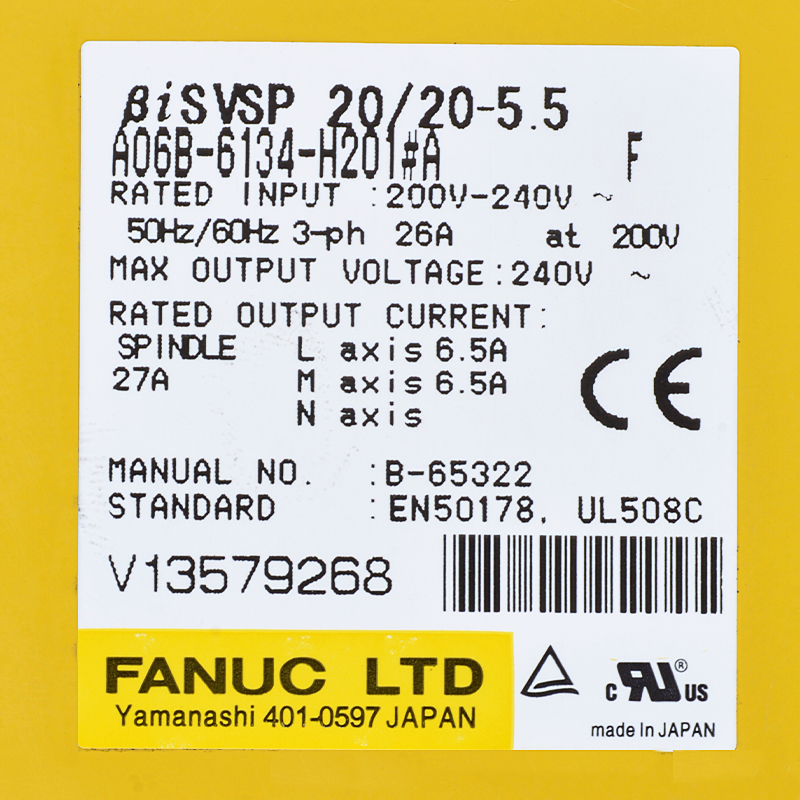 βiSVSP 20/20-5.5
A06B-6134-H201#A F
RATED INPUT :200V-240V ~
50Hz/60Hz 3-ph 26A at 200V
MAX OUTPUT VOLTAGE:240V ~
RATED OUTPUT CURRENT:
SPINDLE L axis 6.5A
27A M axis 6.5A
N axis
CE
MANUAL NO. :B-65322
STANDARD :EN50178, UL508C
V13579268
FANUC LTD
Yamanashi 401-0597 JAPAN
c RU ® US
made In JAPAN